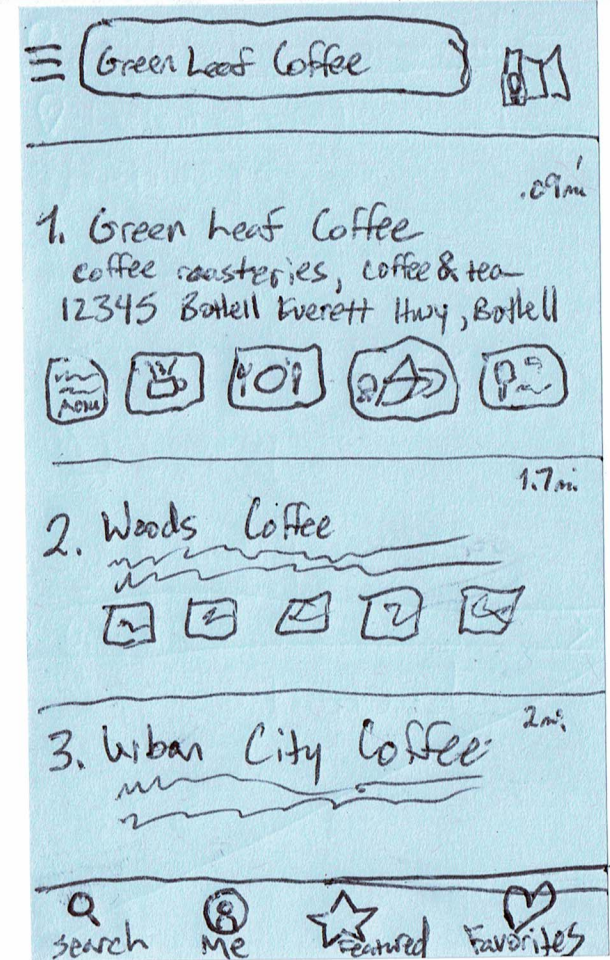 Green Leaf Coffee
.09mi
1. Green Leaf Coffee
coffee roasteries, coffee & tea
12345 Bothell Everett Hwy, Bothell
menu
1.7mi
2. Woods Coffee
2mi
3. Urban City Coffee
Search Me Featured Favorites